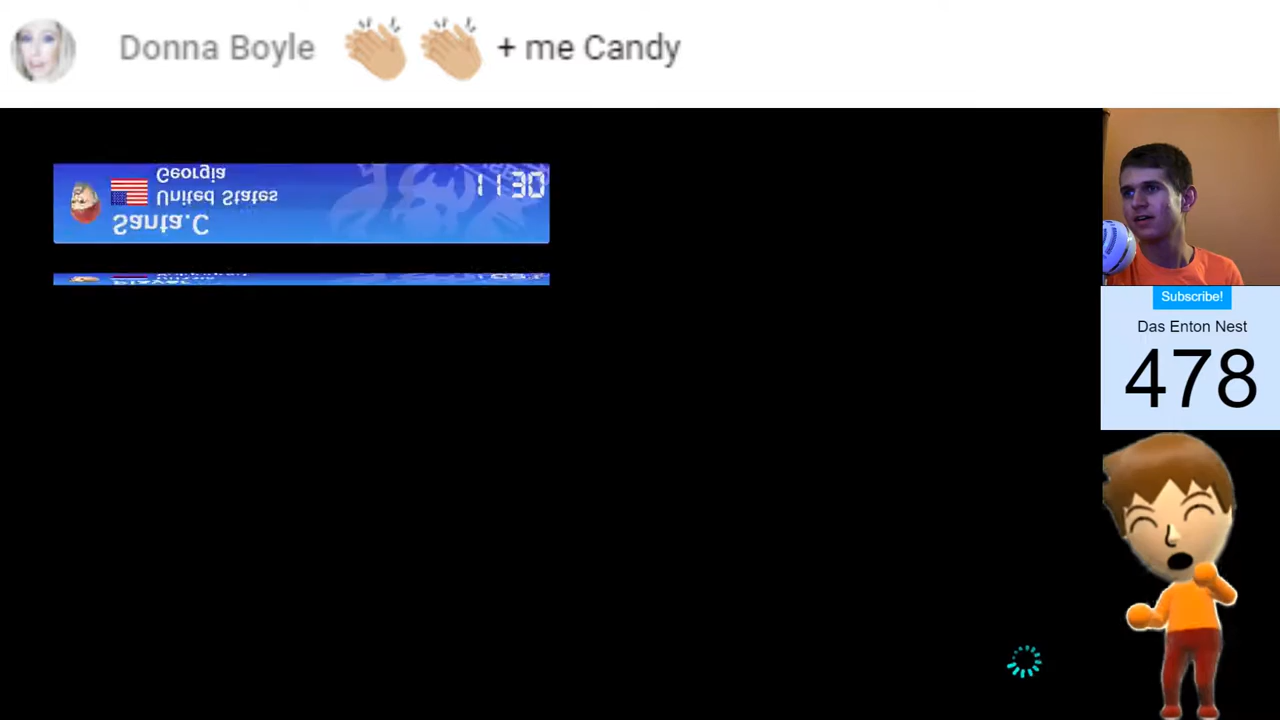 Donna Boyle 👏🏼 👏🏼 + me Candy
Georgia
United States
1130
Santa.C
Subscribe!
Das Enton Nest
478